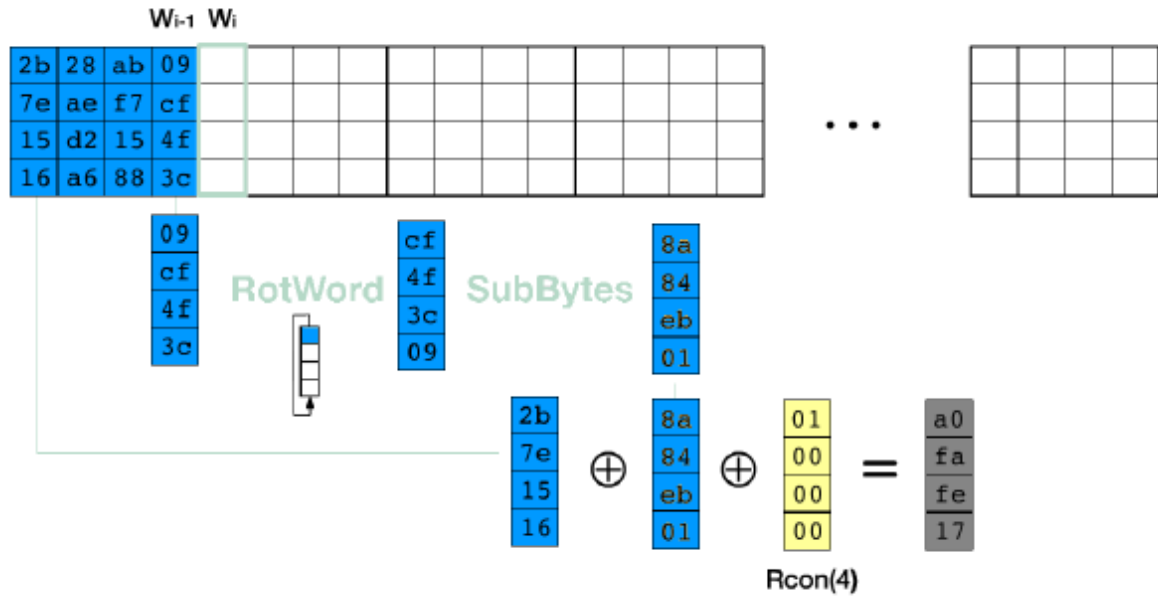 Wi-1 Wi
2b 28 ab 09
7e ae f7 cf
15 d2 15 4f
16 a6 88 3c
...
09
cf
4f
3c
RotWord
cf
4f
3c
09
SubBytes
8a
84
eb
01
2b
7e
15
16
⊕
8a
84
eb
01
⊕
01
00
00
00
=
a0
fa
fe
17
Rcon(4)